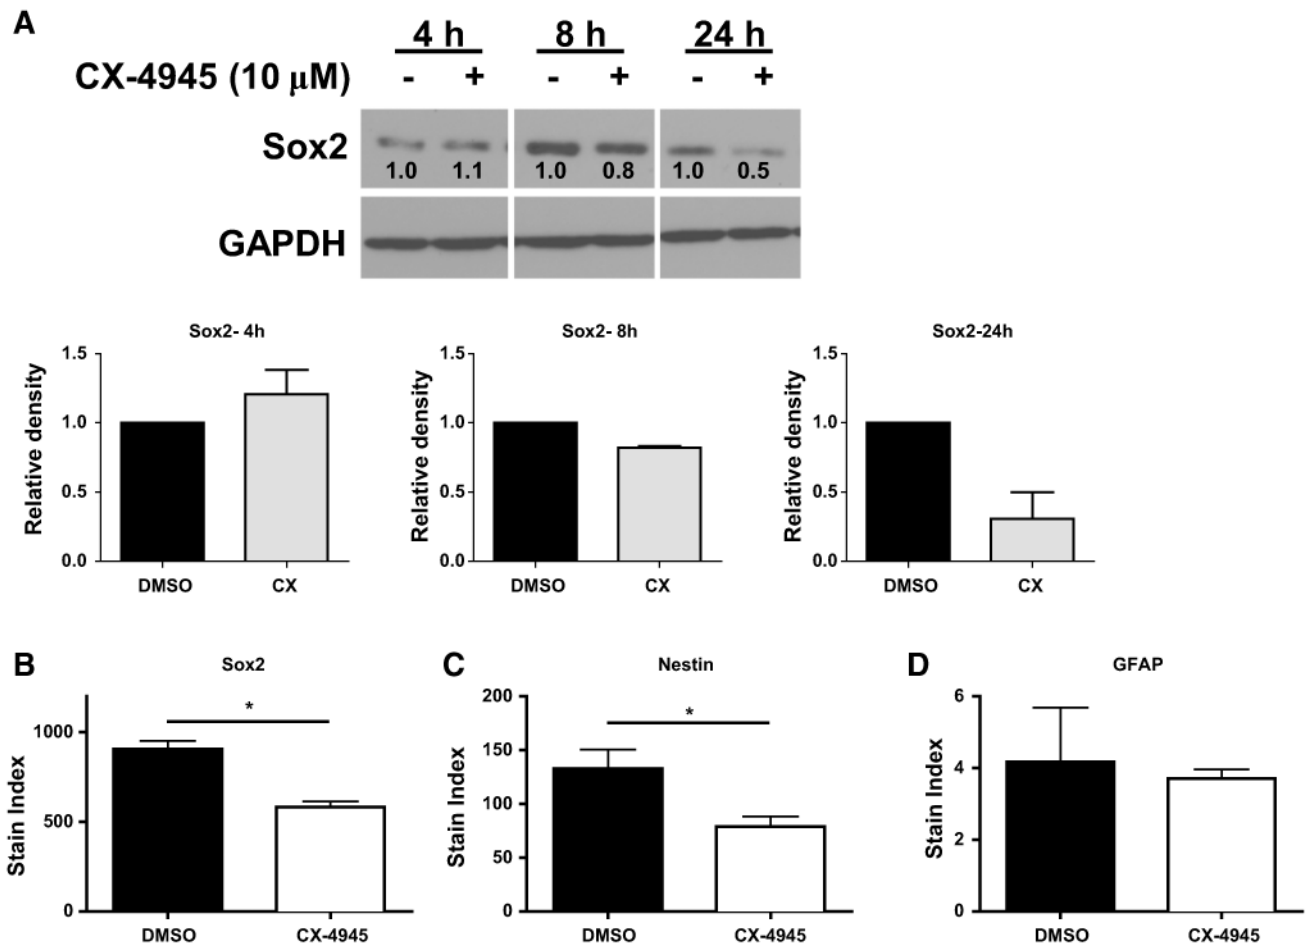 A
4 h 8 h 24 h
CX-4945 (10 μM) - + - + - +
Sox2
1.0 1.1 1.0 0.8 1.0 0.5
GAPDH
Sox2- 4h Sox2- 8h Sox2-24h
Relative density Relative density Relative density
1.5 1.5 1.5
1.0 1.0 1.0
0.5 0.5 0.5
0.0 0.0 0.0
DMSO CX DMSO CX DMSO CX
B Sox2
*
Stain Index
1000
500
0
DMSO CX-4945
C Nestin
*
Stain Index
200
150
100
50
0
DMSO CX-4945
D GFAP
Stain Index
6
4
2
0
DMSO CX-4945